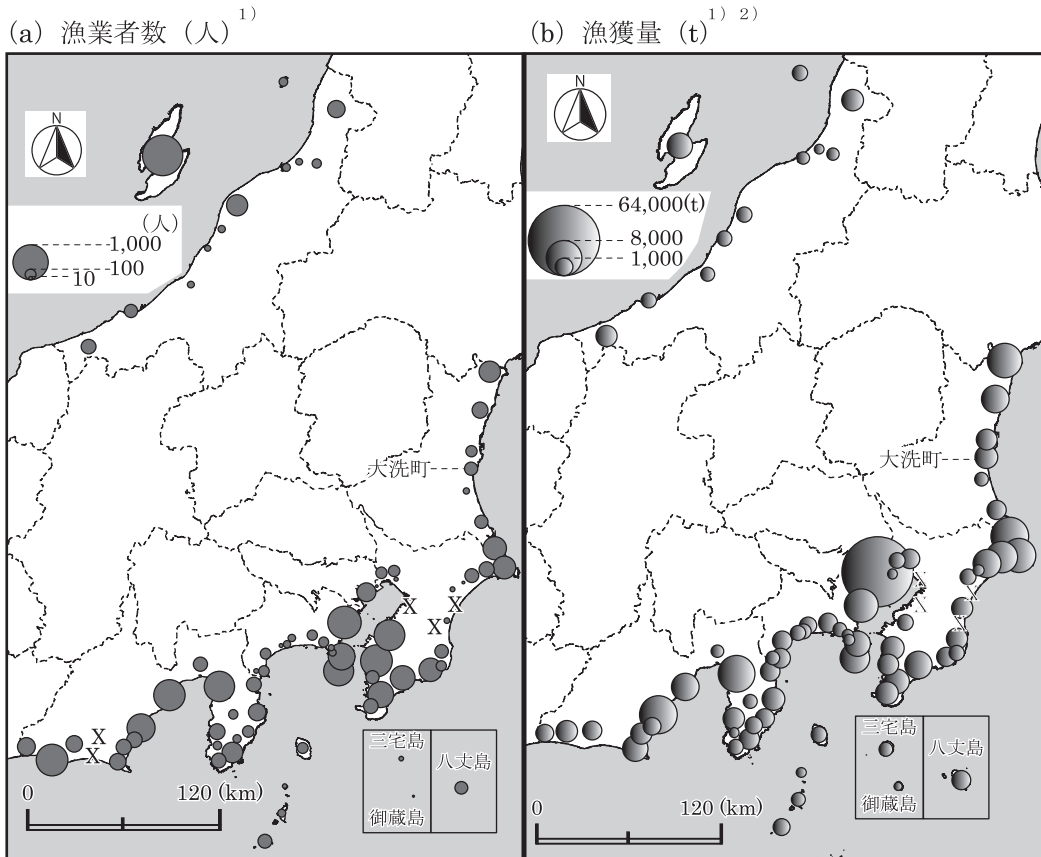 (a) 漁業者数 (人) 1)
N
(人)
1,000
100
10
大洗町
X
X
X
X
X
三宅島
御蔵島
八丈島
0
120 (km)
(b) 漁獲量 (t) 1) 2)
N
64,000(t)
8,000
1,000
大洗町
X
X
X
X
三宅島
御蔵島
八丈島
0
120 (km)